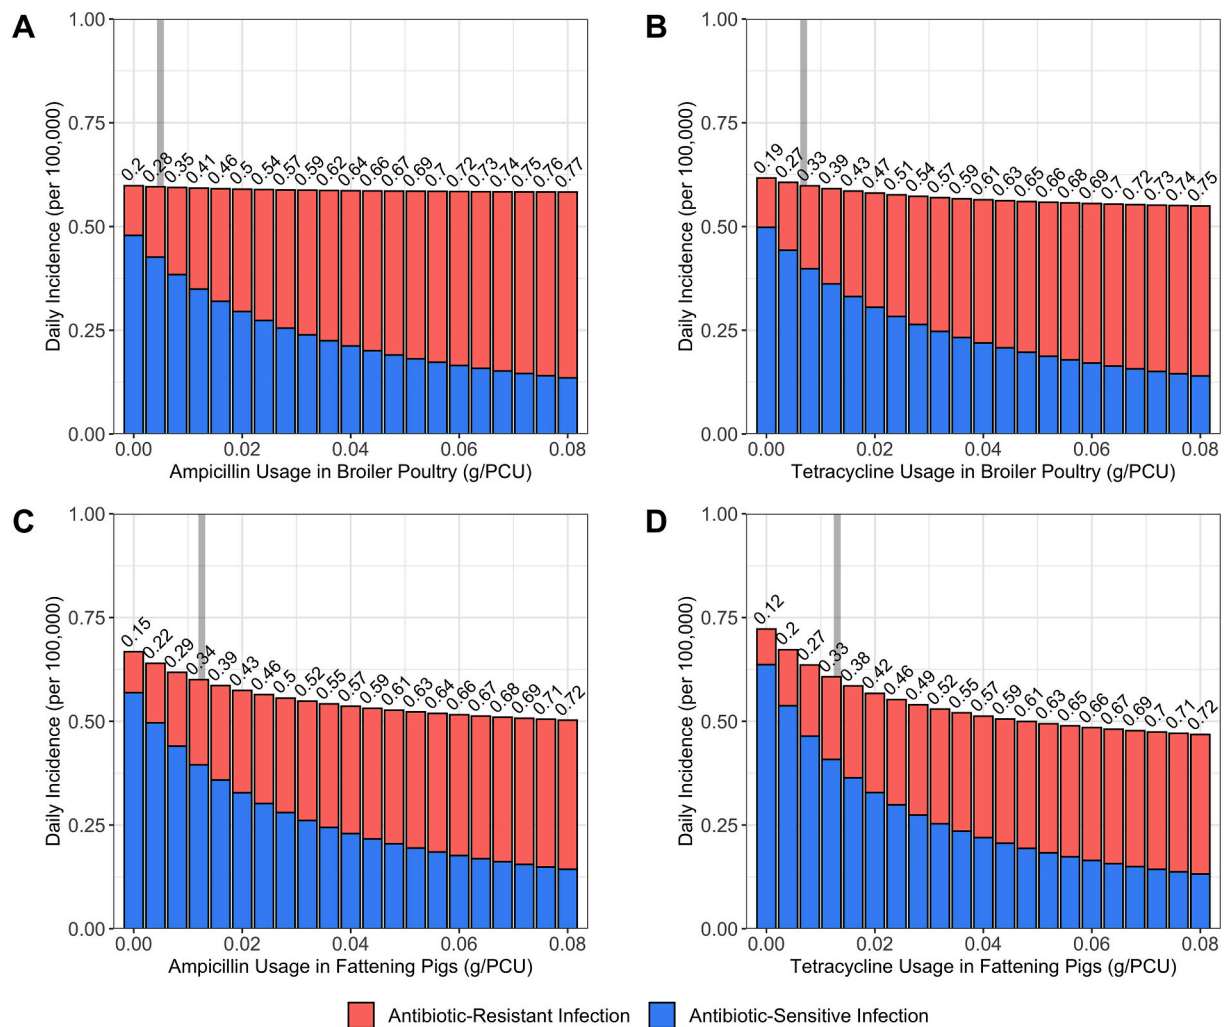 A
Daily Incidence (per 100,000)
1.00
0.75
0.50
0.25
0.00
0.2 0.28 0.35 0.41 0.46 0.5 0.54 0.57 0.59 0.62 0.64 0.66 0.67 0.69 0.7 0.72 0.73 0.74 0.75 0.76 0.77
0.00 0.02 0.04 0.06 0.08
Ampicillin Usage in Broiler Poultry (g/PCU)
B
Daily Incidence (per 100,000)
1.00
0.75
0.50
0.25
0.00
0.19 0.27 0.33 0.39 0.43 0.47 0.51 0.54 0.57 0.59 0.61 0.63 0.65 0.66 0.68 0.69 0.7 0.72 0.73 0.74 0.75
0.00 0.02 0.04 0.06 0.08
Tetracycline Usage in Broiler Poultry (g/PCU)
C
Daily Incidence (per 100,000)
1.00
0.75
0.50
0.25
0.00
0.15 0.22 0.29 0.34 0.39 0.43 0.46 0.5 0.52 0.55 0.57 0.59 0.61 0.63 0.64 0.66 0.67 0.68 0.69 0.71 0.72
0.00 0.02 0.04 0.06 0.08
Ampicillin Usage in Fattening Pigs (g/PCU)
D
Daily Incidence (per 100,000)
1.00
0.75
0.50
0.25
0.00
0.12 0.2 0.27 0.33 0.38 0.42 0.46 0.49 0.52 0.55 0.57 0.59 0.61 0.63 0.65 0.66 0.67 0.69 0.7 0.71 0.72
0.00 0.02 0.04 0.06 0.08
Tetracycline Usage in Fattening Pigs (g/PCU)
Antibiotic-Resistant Infection Antibiotic-Sensitive Infection